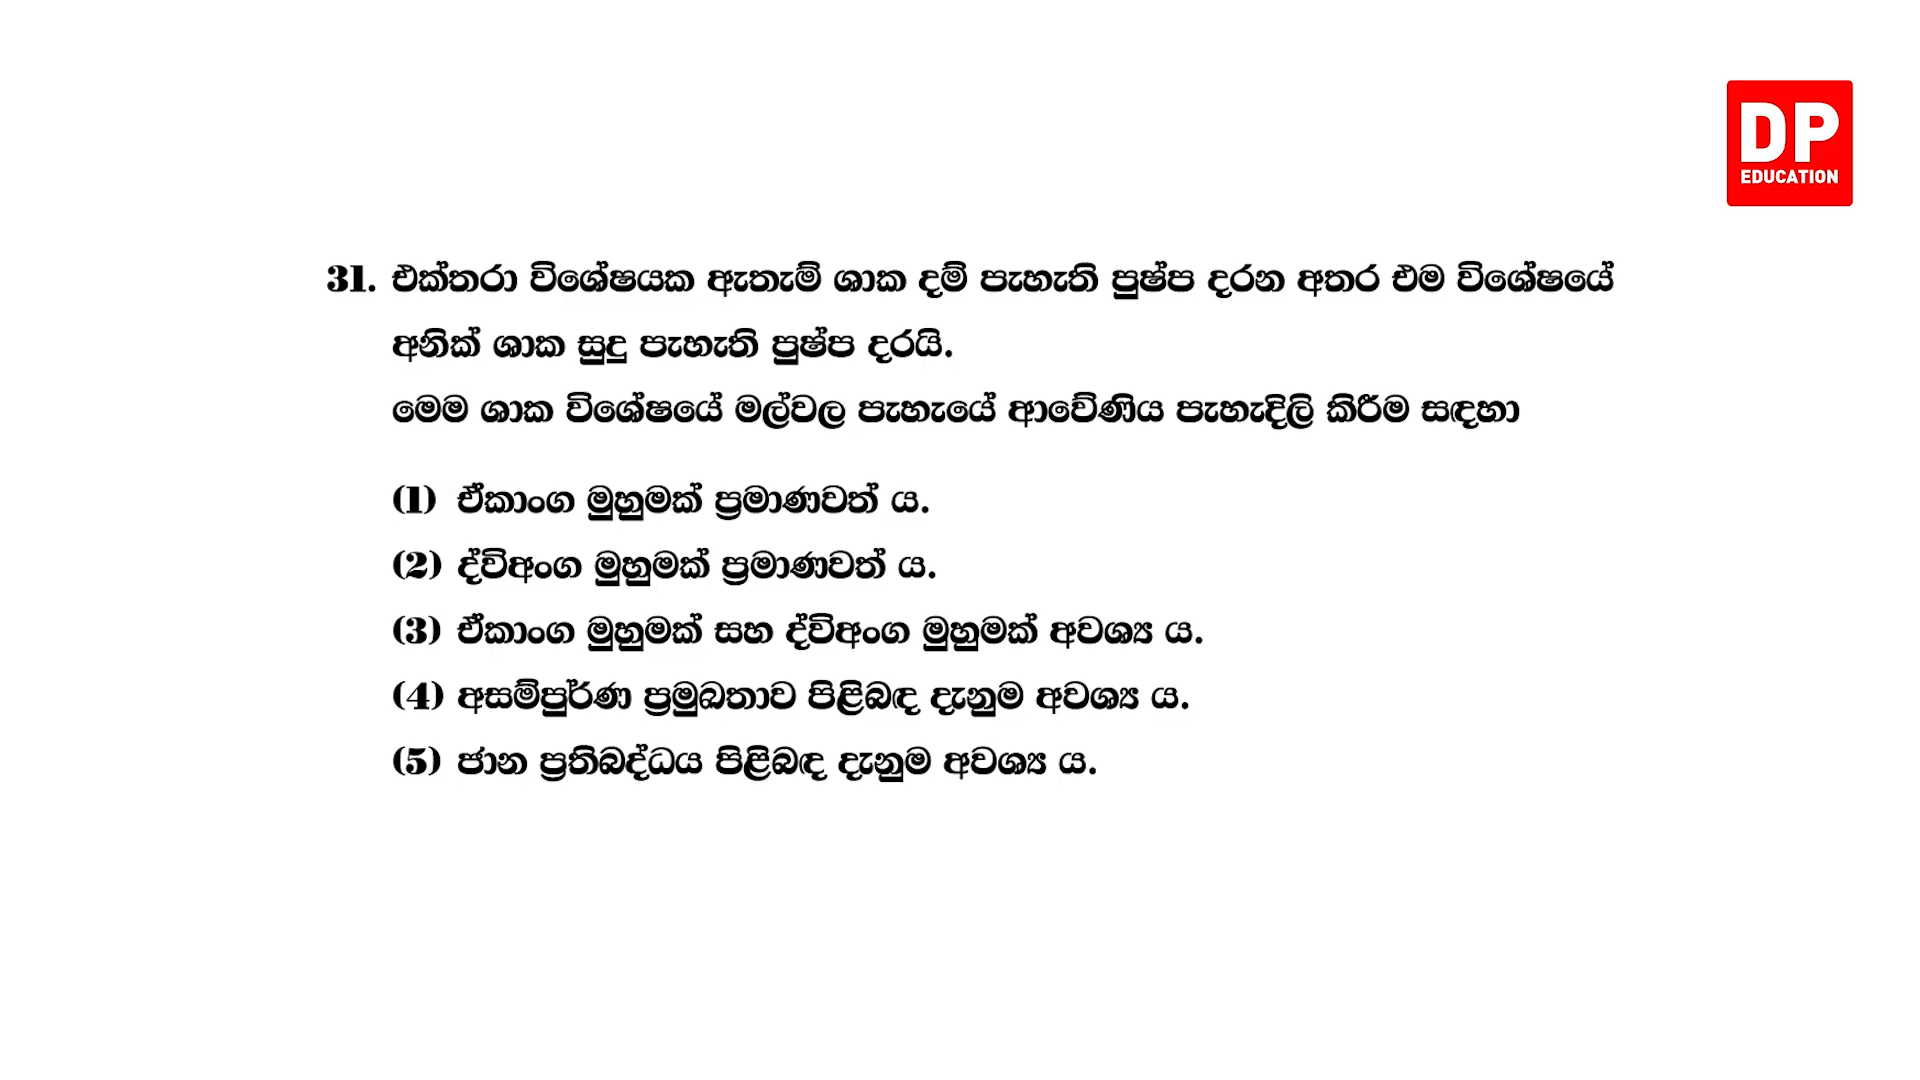 DP
EDUCATION
31. එක්තරා විශේෂයක ඇතැම් ශාක දම් පැහැති පුෂ්ප දරන අතර එම විශේෂයේ
අනික් ශාක සුදු පැහැති පුෂ්ප දරයි.
මෙම ශාක විශේෂයේ මල්වල පැහැයේ ආවේණිය පැහැදිලි කිරීම සඳහා
(1) ඒකාංග මුහුමක් ප්‍රමාණවත් ය.
(2) ද්විඅංග මුහුමක් ප්‍රමාණවත් ය.
(3) ඒකාංග මුහුමක් සහ ද්විඅංග මුහුමක් අවශ්‍ය ය.
(4) අසම්පුර්ණ ප්‍රමුඛතාව පිළිබඳ දැනුම අවශ්‍ය ය.
(5) ජාන ප්‍රතිබද්ධය පිළිබඳ දැනුම අවශ්‍ය ය.